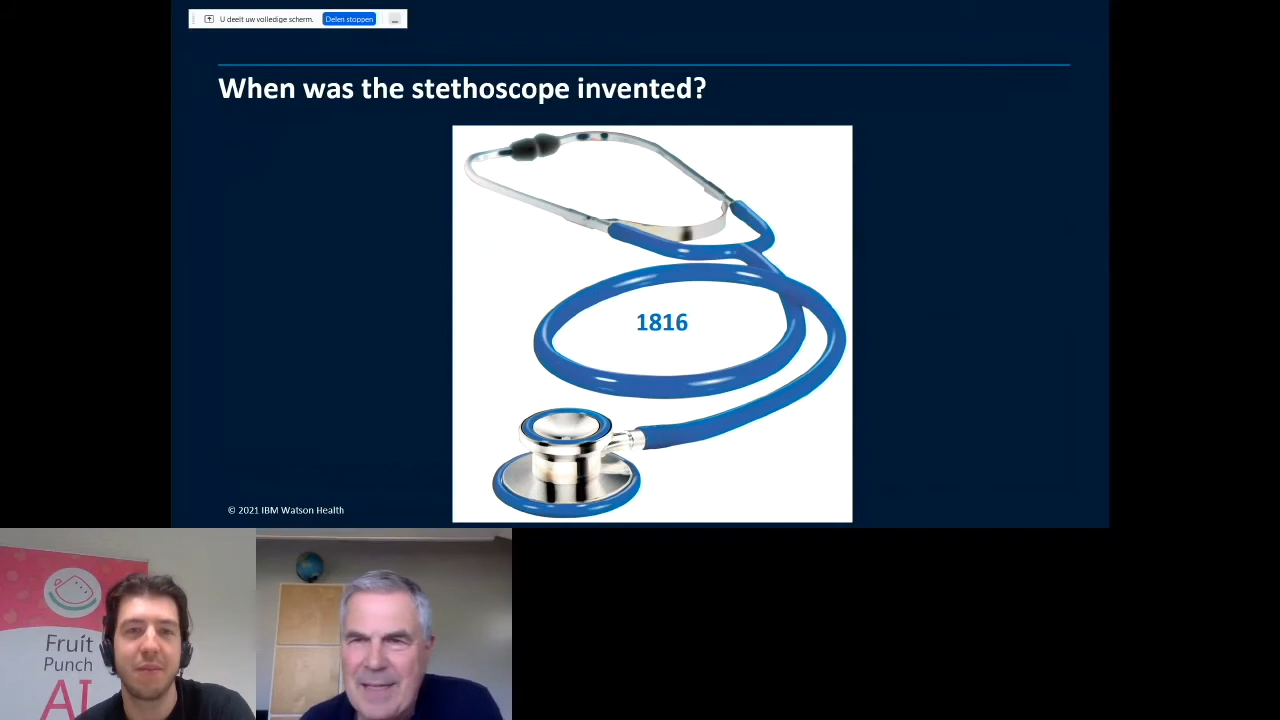 U deelt uw volledige scherm. Delen stoppen
When was the stethoscope invented?
1816
© 2021 IBM Watson Health
Fruit
Punch
AI